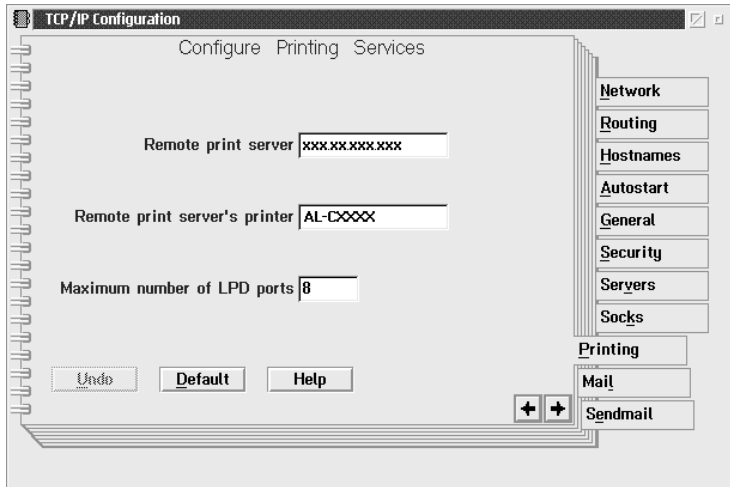 TCP/IP Configuration
Configure Printing Services
Remote print server xxx.xx.xxx.xxx
Remote print server's printer AL-CXXXX
Maximum number of LPD ports 8
Undo Default Help
Network
Routing
Hostnames
Autostart
General
Security
Servers
Socks
Printing
Mail
Sendmail